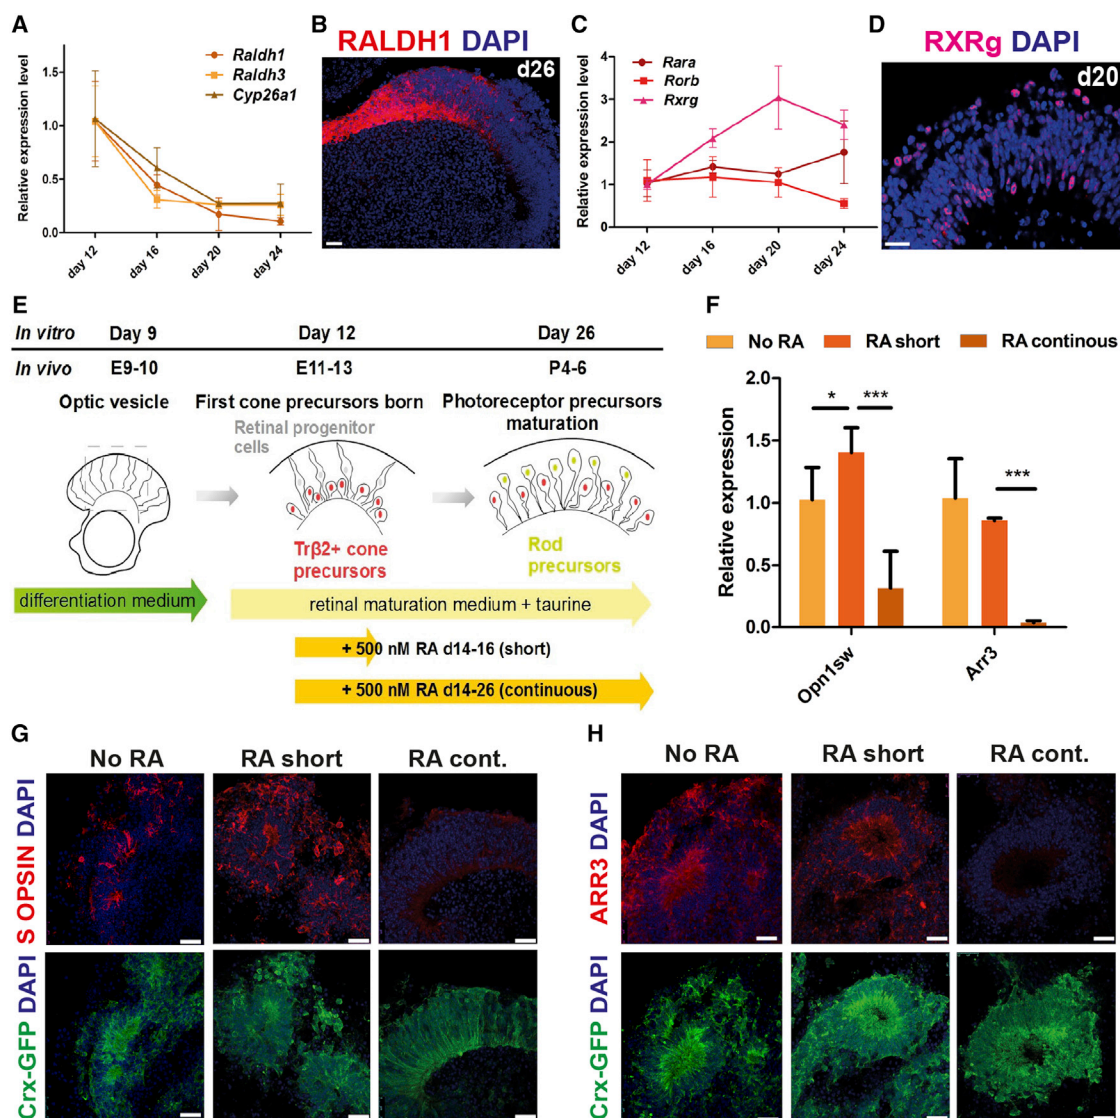 A
Relative expression level
1.5
1.0
0.5
0.0
Raldh1
Raldh3
Cyp26a1
day 12
day 16
day 20
day 24
B
RALDH1 DAPI
d26
C
Relative expression level
4
3
2
1
0
Rara
Rorb
Rxrg
day 12
day 16
day 20
day 24
D
RXRg DAPI
d20
E
In vitro Day 9 Day 12 Day 26
In vivo E9-10 E11-13 P4-6
Optic vesicle
First cone precursors born
Retinal progenitor
cells
Photoreceptor precursors
maturation
Trβ2+ cone
precursors
Rod
precursors
differentiation medium
retinal maturation medium + taurine
+ 500 nM RA d14-16 (short)
+ 500 nM RA d14-26 (continuous)
F
No RA RA short RA continous
Relative expression
2.0
1.5
1.0
0.5
0.0
* ***
***
Opn1sw
Arr3
G
No RA RA short RA cont.
S OPSIN DAPI
Crx-GFP DAPI
H
No RA RA short RA cont.
ARR3 DAPI
Crx-GFP DAPI